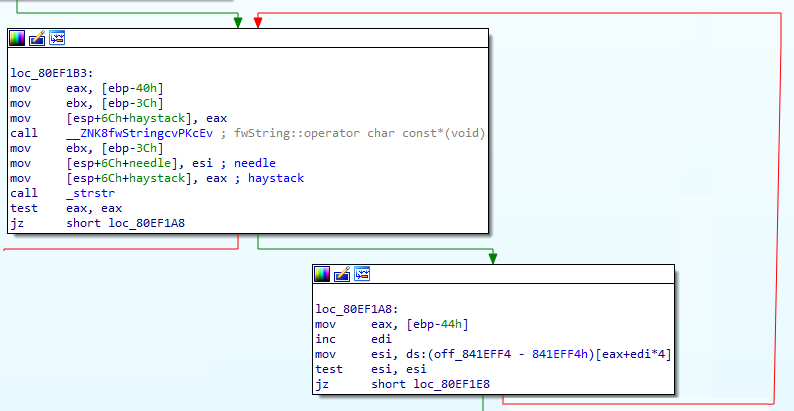 loc_80EF1B3:
mov eax, [ebp-40h]
mov ebx, [ebp-3Ch]
mov [esp+6Ch+haystack], eax
call __ZNK8fwStringcvPKcEv ; fwString::operator char const*(void)
mov ebx, [ebp-3Ch]
mov [esp+6Ch+needle], esi ; needle
mov [esp+6Ch+haystack], eax ; haystack
call _strstr
test eax, eax
jz short loc_80EF1A8
loc_80EF1A8:
mov eax, [ebp-44h]
inc edi
mov esi, ds:(off_841EFF4 - 841EFF4h)[eax+edi*4]
test esi, esi
jz short loc_80EF1E8